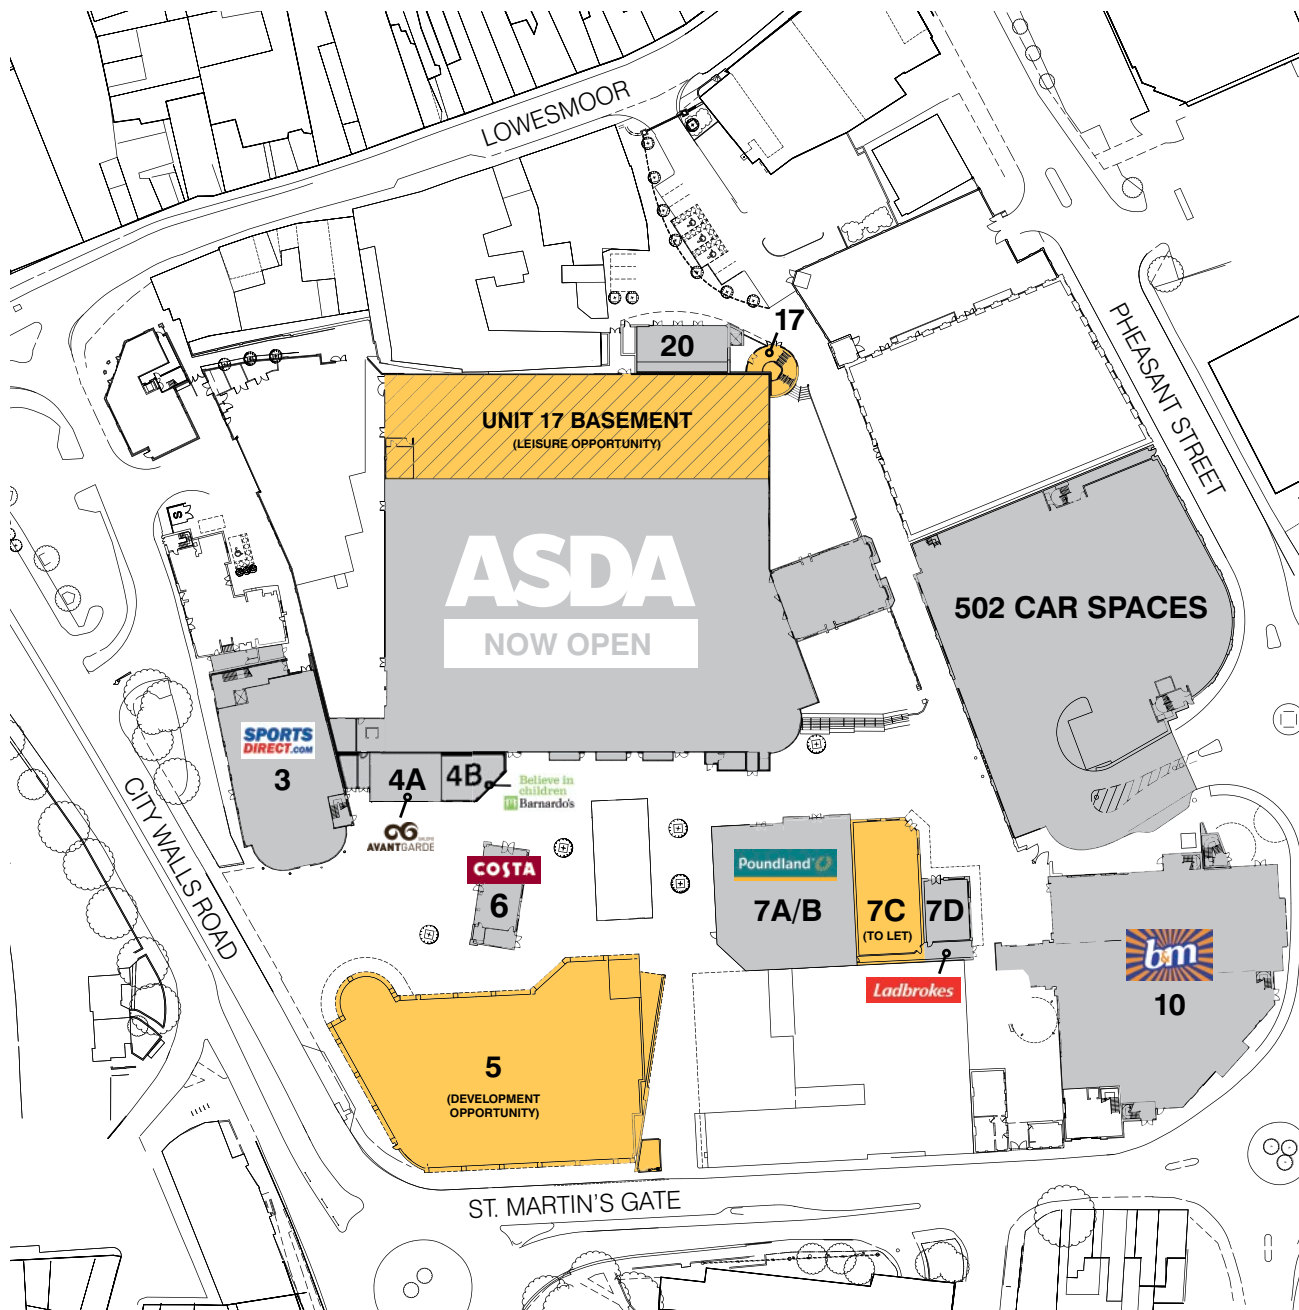 LOWESMOOR
17
20
PHEASANT STREET
UNIT 17 BASEMENT
(LEISURE OPPORTUNITY)
S
ASDA
NOW OPEN
502 CAR SPACES
SPORTS
DIRECT.COM
3
4A
4B
Believe in
children
Barnardo's
AVANTGARDE
CITY WALLS ROAD
COSTA
6
Poundland
7A/B
7C
(TO LET)
7D
Ladbrokes
b&m
10
5
(DEVELOPMENT
OPPORTUNITY)
ST. MARTIN'S GATE